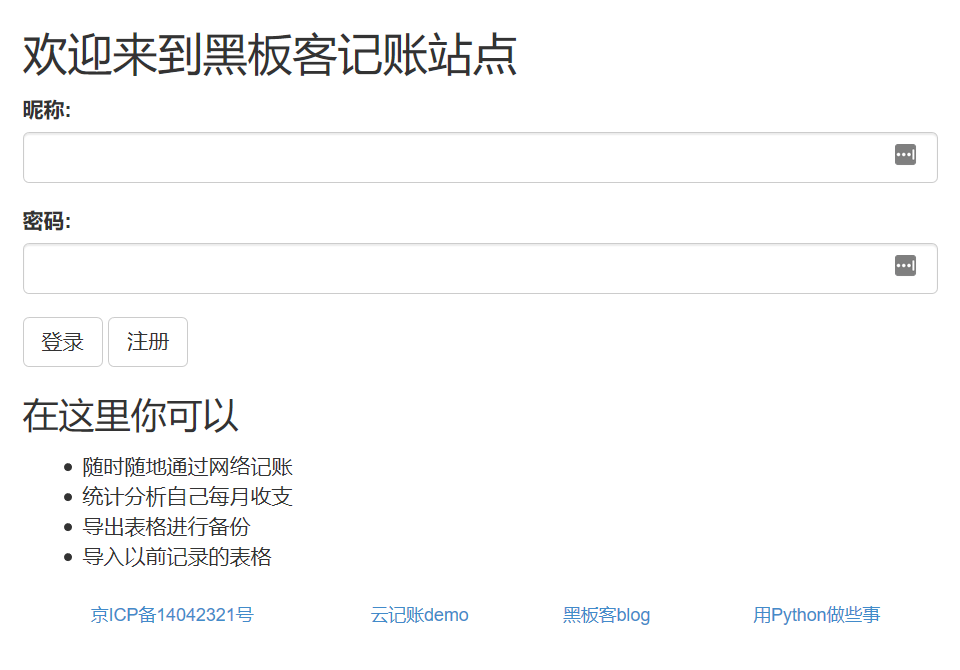 欢迎来到黑板客记账站点
昵称:
密码:
登录 注册
在这里你可以
随时随地通过网络记账
统计分析自己每月收支
导出表格进行备份
导入以前记录的表格
京ICP备14042321号 云记账demo 黑板客blog 用Python做些事